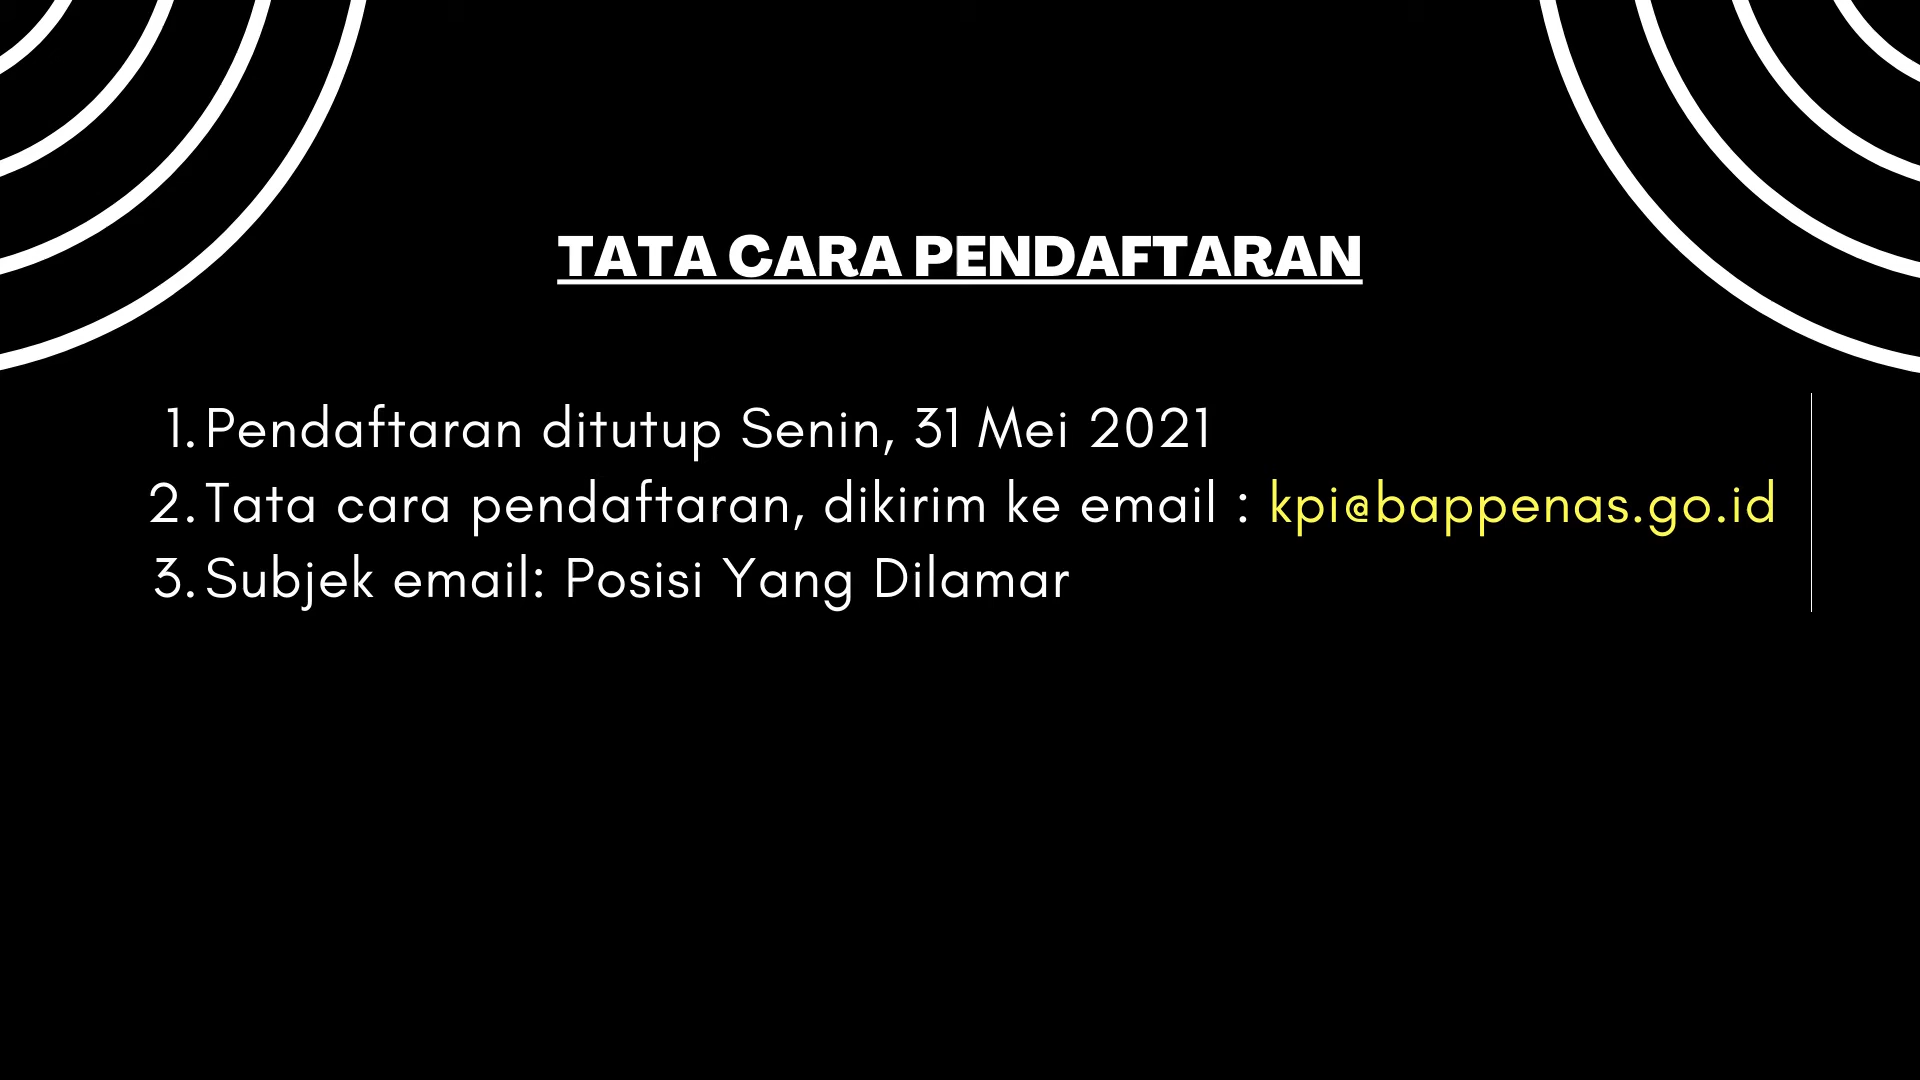 TATA CARA PENDAFTARAN
1. Pendaftaran ditutup Senin, 31 Mei 2021
2. Tata cara pendaftaran, dikirim ke email : kpi@bappenas.go.id
3. Subjek email: Posisi Yang Dilamar